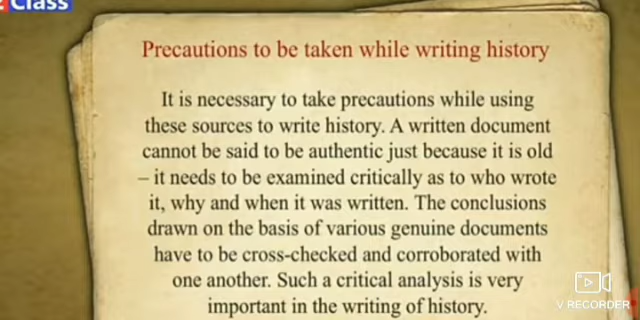 Class
Precautions to be taken while writing history
It is necessary to take precautions while using
these sources to write history. A written document
cannot be said to be authentic just because it is old
– it needs to be examined critically as to who wrote
it, why and when it was written. The conclusions
drawn on the basis of various genuine documents
have to be cross-checked and corroborated with
one another. Such a critical analysis is very
important in the writing of history.
V RECORDER